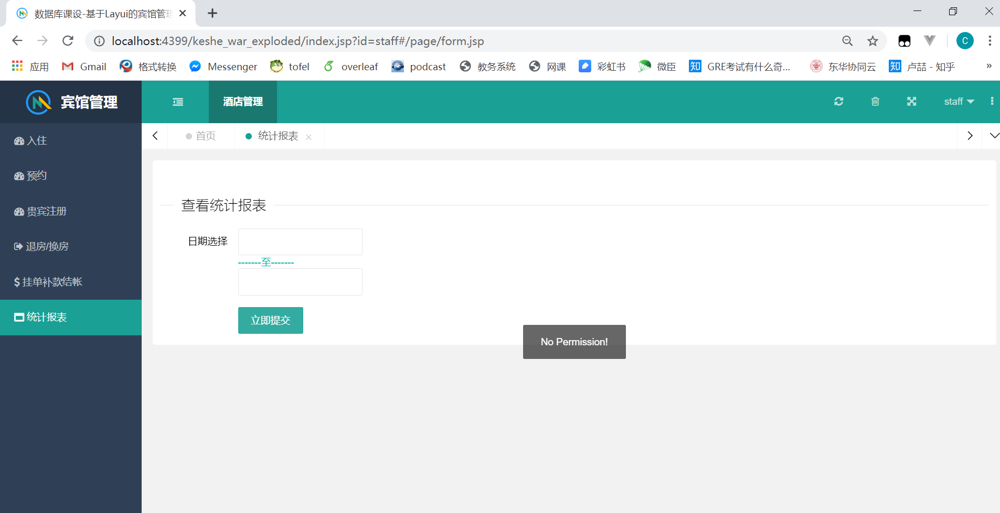 数据库课设-基于Layui的宾馆管理
localhost:4399/keshe_war_exploded/index.jsp?id=staff#/page/form.jsp
C
应用 Gmail 格式转换 Messenger tofel overleaf podcast 教务系统 网课 彩虹书 微臣 知 GRE考试有什么奇... 东华协同云 知 卢喆 - 知乎 »
宾馆管理 酒店管理 staff
首页 统计报表
入住
预约
贵宾注册
退房/换房
$ 挂单补款结帐
统计报表
查看统计报表
日期选择
-------至-------
立即提交
No Permission!